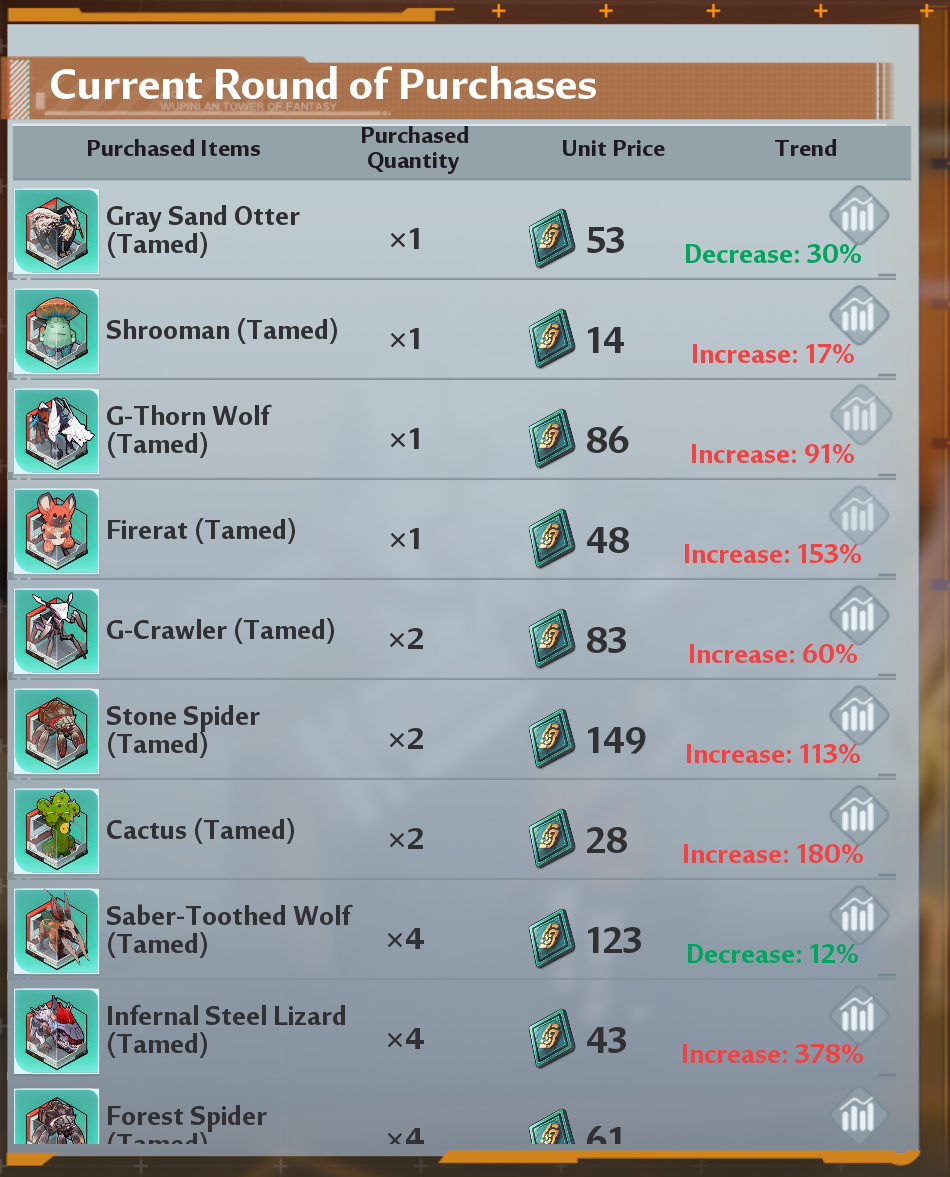 Current Round of Purchases
WUPINLAN TOWER OF FANTASY
Purchased Items
Purchased
Quantity
Unit Price
Trend
Gray Sand Otter
(Tamed)
×1
53
Decrease: 30%
Shrooman (Tamed)
×1
14
Increase: 17%
G-Thorn Wolf
(Tamed)
×1
86
Increase: 91%
Firerat (Tamed)
×1
48
Increase: 153%
G-Crawler (Tamed)
×2
83
Increase: 60%
Stone Spider
(Tamed)
×2
149
Increase: 113%
Cactus (Tamed)
×2
28
Increase: 180%
Saber-Toothed Wolf
(Tamed)
×4
123
Decrease: 12%
Infernal Steel Lizard
(Tamed)
×4
43
Increase: 378%
Forest Spider
(Tamed)
×4
61